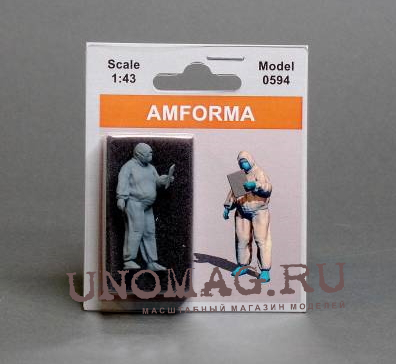 Scale
1:43
Model
0594
AMFORMA
UNOMAG.RU
МАСШТАБНЫЙ МАГАЗИН МОДЕЛЕЙ